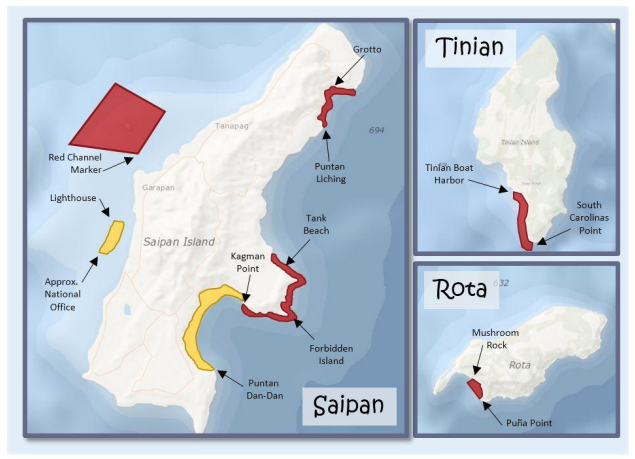 Grotto
Tanapag
694
Red Channel
Marker
Puntan
Liching
Garapan
Lighthouse
Saipan Island
Tank
Beach
Kagman
Point
Approx.
National
Office
Forbidden
Island
Puntan
Dan-Dan
Saipan
Tinian
Tinian Island
Tinian Boat
Harbor
South
Carolinas
Point
Rota
632
Mushroom
Rock
Rota
Puña Point